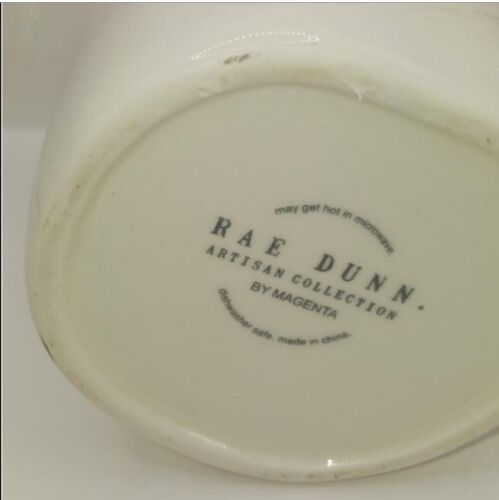 may get hot in microwave.
RAE DUNN.
ARTISAN COLLECTION
BY MAGENTA
dishwasher safe. made in china.